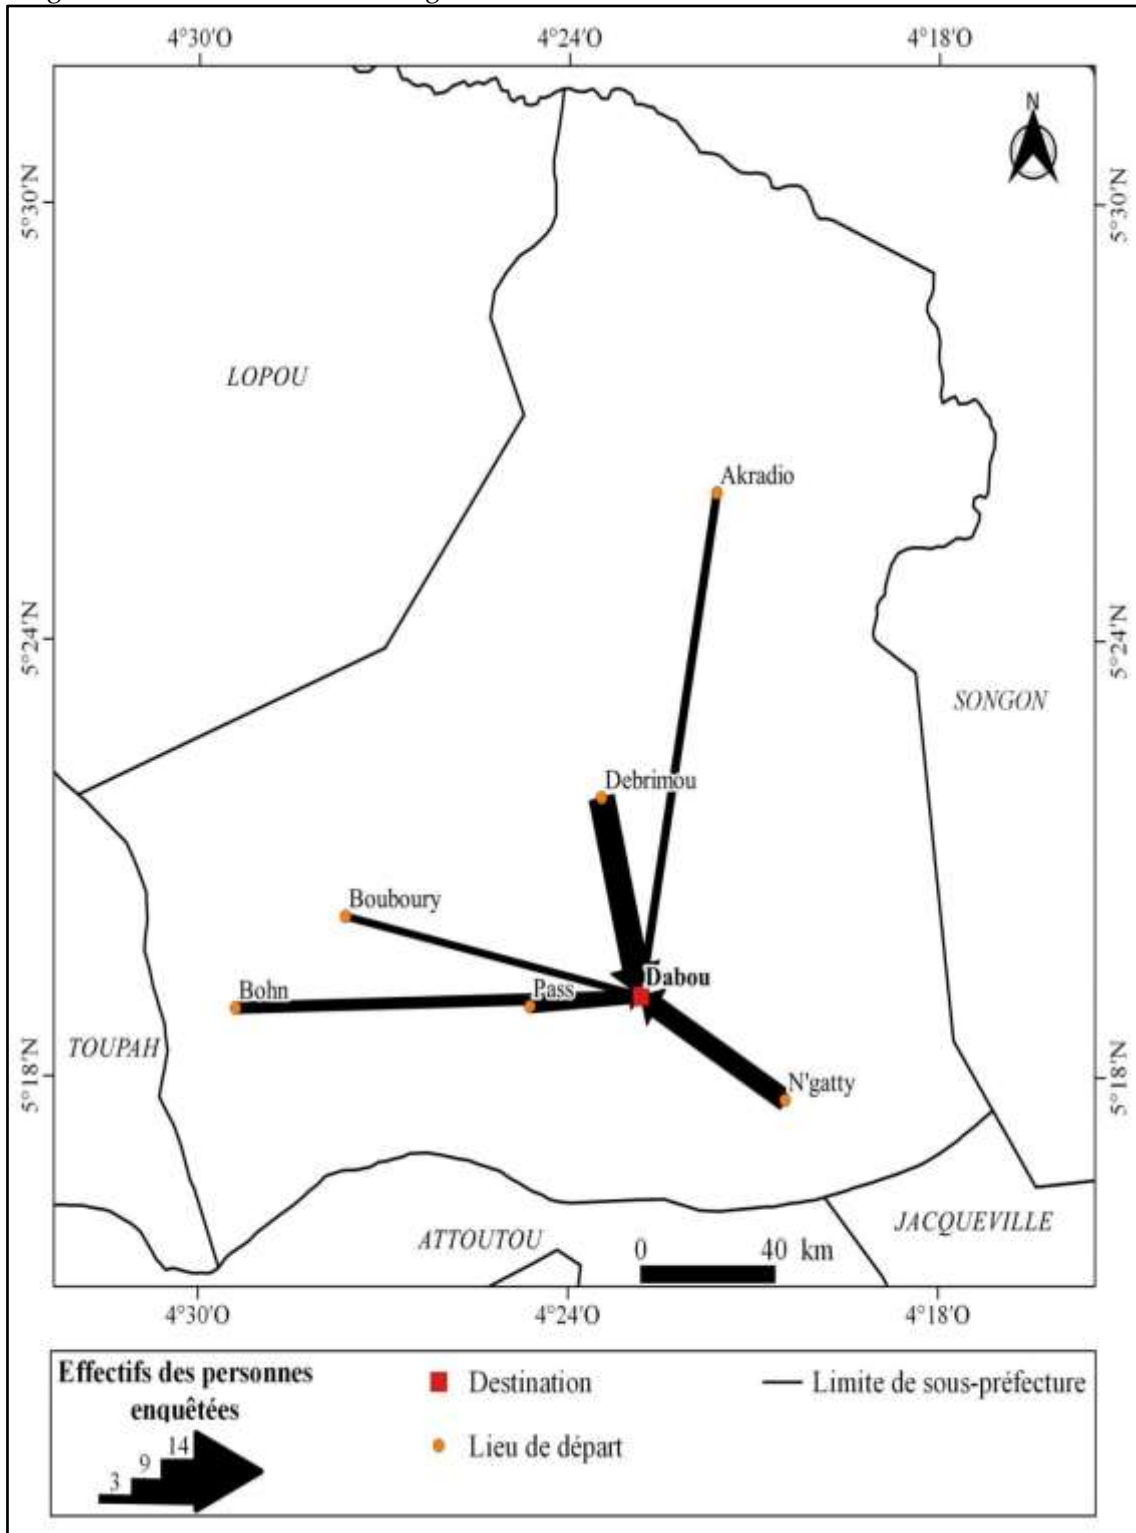 4°30'O 4°24'O 4°18'O
N
5°30'N 5°30'N
LOPOU
Akradio
5°24'N 5°24'N
SONGON
Debrimou
Bouboury
Dabou
Bohn Pass
TOUPAH
5°18'N 5°18'N
N'gatty
JACQUEVILLE
ATTOUTOU
0 40 km
4°30'O 4°24'O 4°18'O
Effectifs des personnes
enquêtées
3 9 14
Destination
Lieu de départ
Limite de sous-préfecture